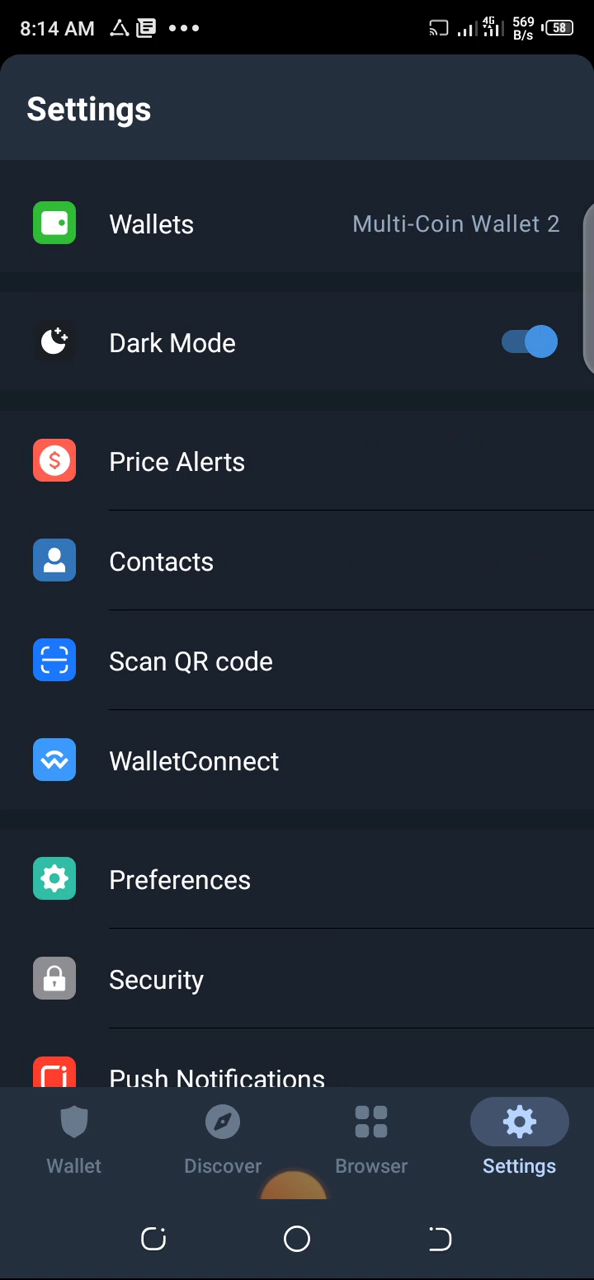 8:14 AM 4G 569 B/s 58
Settings
Wallets Multi-Coin Wallet 2
Dark Mode
Price Alerts
Contacts
Scan QR code
WalletConnect
Preferences
Security
Push Notifications
Wallet Discover Browser Settings